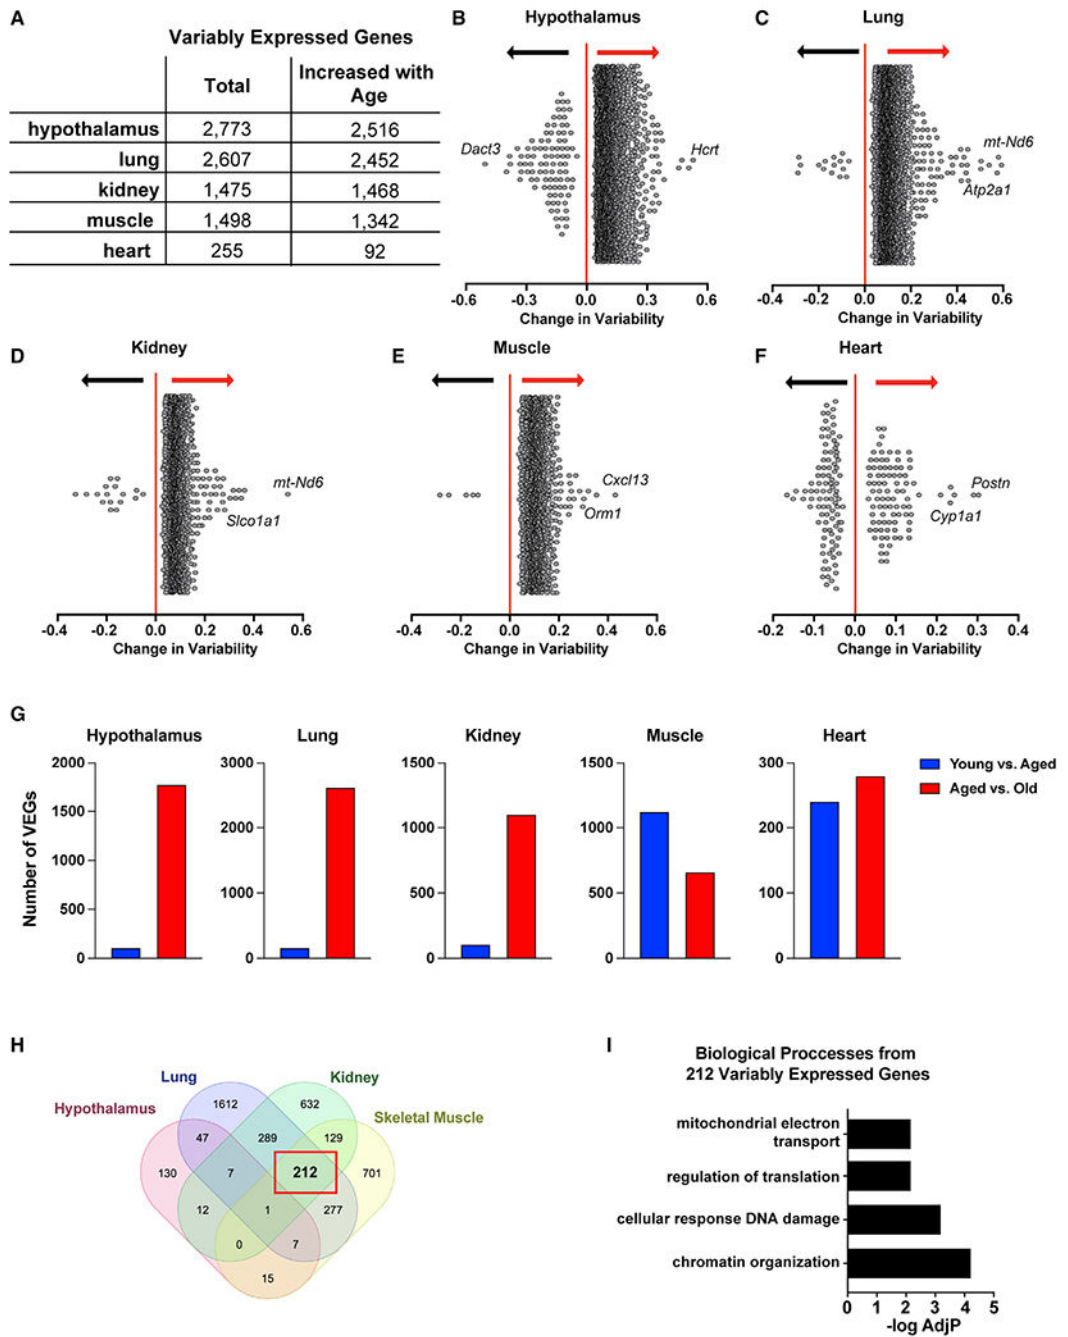 A
Variably Expressed Genes
Total
Increased with
Age
hypothalamus 2,773 2,516
lung 2,607 2,452
kidney 1,475 1,468
muscle 1,498 1,342
heart 255 92
B
Hypothalamus
Dact3
Hcrt
-0.6 -0.3 0.0 0.3 0.6
Change in Variability
C
Lung
mt-Nd6
Atp2a1
-0.4 -0.2 0.0 0.2 0.4 0.6
Change in Variability
D
Kidney
mt-Nd6
Slco1a1
-0.4 0.0 0.2 0.4 0.6
Change in Variability
E
Muscle
Cxcl13
Orm1
-0.4 -0.2 0.0 0.2 0.4 0.6
Change in Variability
F
Heart
Postn
Cyp1a1
-0.2 -0.1 0.0 0.1 0.2 0.3 0.4
Change in Variability
G
Number of VEGs
Hypothalamus
2000
1500
1000
500
0
Lung
3000
2000
1000
0
Kidney
1500
1000
500
0
Muscle
1500
1000
500
0
Heart
300
200
100
0
Young vs. Aged
Aged vs. Old
H
Lung
Kidney
Hypothalamus
Skeletal Muscle
1612 632
47 289 129
130 7 212 701
12 1 277
0 7
15
I
Biological Proccesses from
212 Variably Expressed Genes
mitochondrial electron
transport
regulation of translation
cellular response DNA damage
chromatin organization
0 1 2 3 4 5
-log AdjP